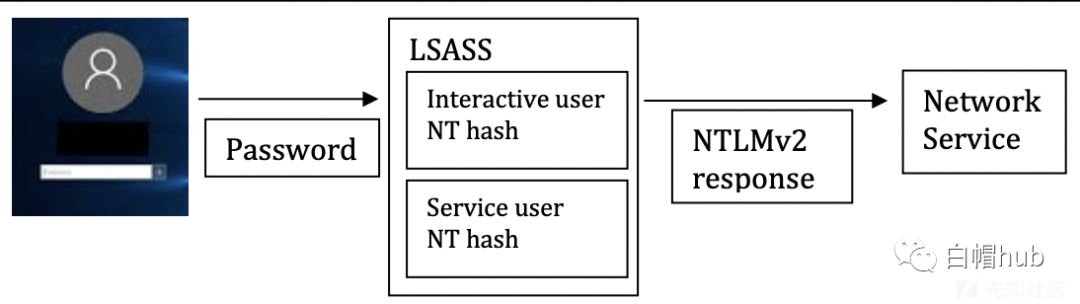 LSASS
Interactive user
NT hash
Password
Service user
NT hash
NTLMv2
response
Network
Service
白帽hub
先知社区